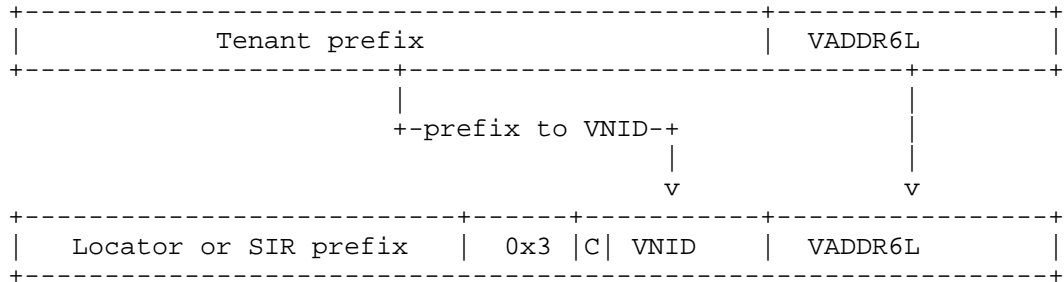 Tenant prefix VADDR6L
prefix to VNID
v v
Locator or SIR prefix 0x3 C VNID VADDR6L